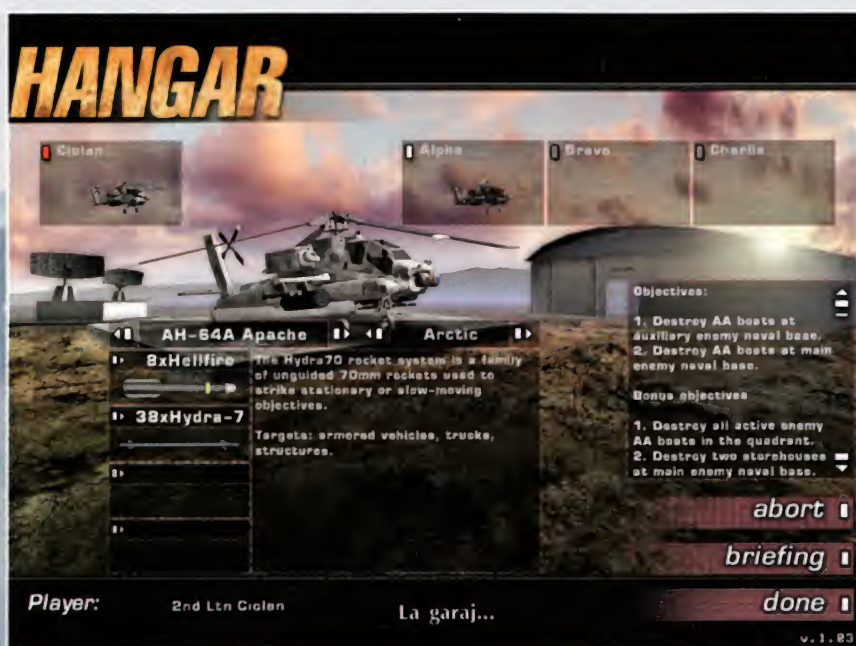 HANGAR
Ciolan
Alpha
Bravo
Charlie
AH-64A Apache
Arctic
8xHellfire
38xHydra-7
The Hydra70 rocket system is a family
of unguided 70mm rockets used to
strike stationary or slow-moving
objectives.
Targets: armored vehicles, trucks,
structures.
Objectives:
1. Destroy AA boats at
auxiliary enemy naval base.
2. Destroy AA boats at main
enemy naval base.
Bonus objectives
1. Destroy all active enemy
AA boats in the quadrant.
2. Destroy two storehouses
at main enemy naval base.
abort
briefing
done
Player:
2nd Ltn Ciolan
La garaj...
v.1.03